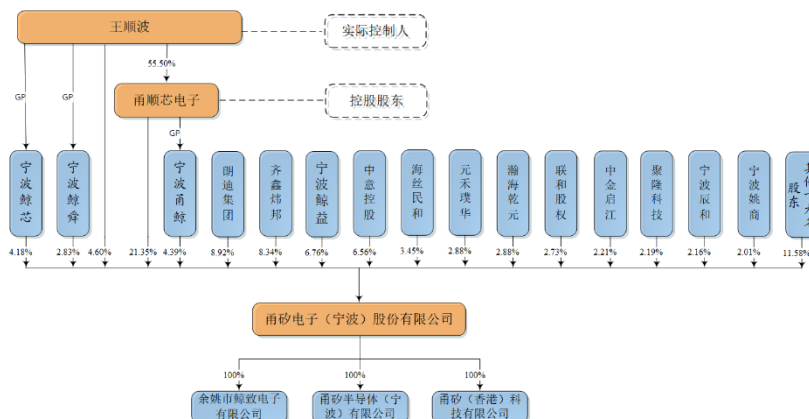 王顺波
实际控制人
55.50%
GP
GP
甬顺芯电子
控股股东
GP
宁波鲸芯
宁波鲸舜
宁波甬鲸
朗迪集团
齐鑫炜邦
宁波鲸益
中意控股
海丝民和
元禾璞华
瀚海乾元
联和股权
中金启江
聚隆科技
宁波辰和
宁波姚商
股东
4.18%
2.83%
4.60%
21.35%
4.39%
8.92%
8.34%
6.76%
6.56%
3.45%
2.88%
2.88%
2.73%
2.21%
2.19%
2.16%
2.01%
11.58%
甬矽电子（宁波）股份有限公司
100%
100%
100%
余姚市鲸致电子
有限公司
甬矽半导体（宁
波）有限公司
甬矽（香港）科
技有限公司